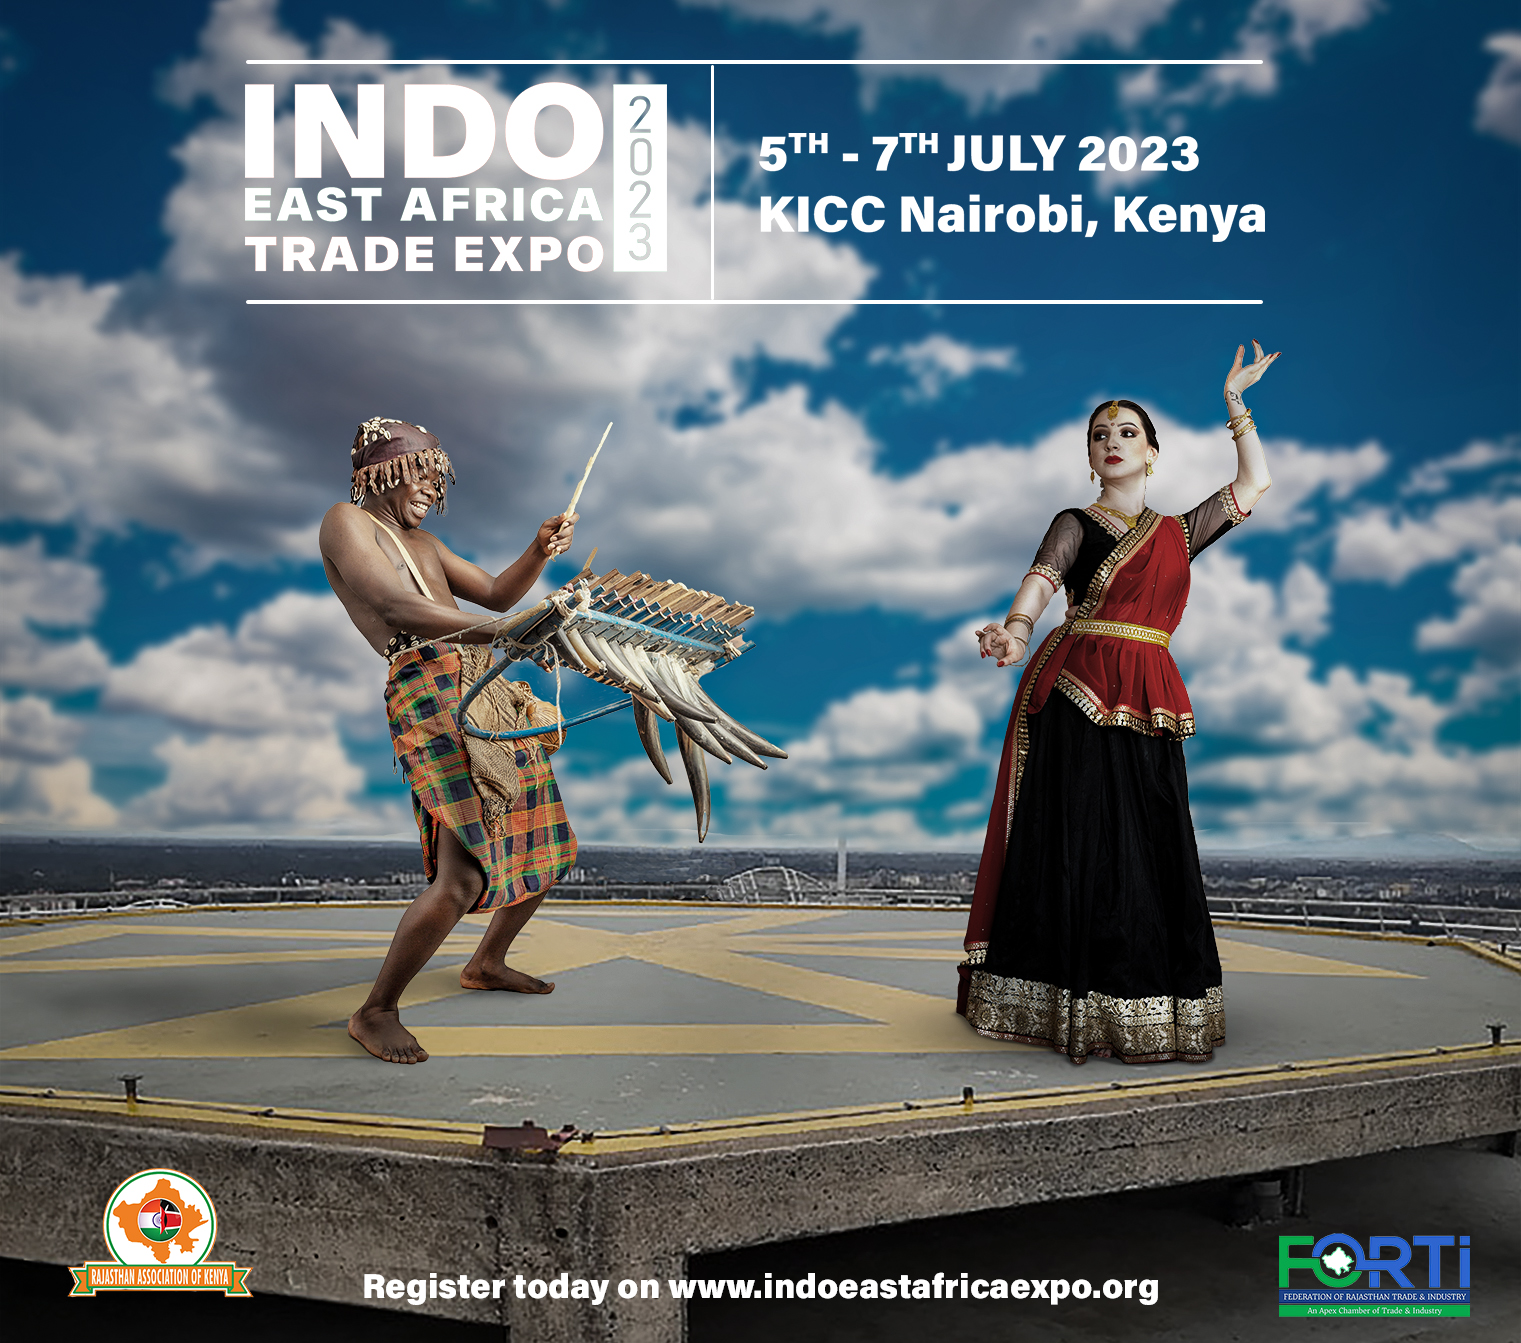 INDO
EAST AFRICA
TRADE EXPO
2023
5TH - 7TH JULY 2023
KICC Nairobi, Kenya
RAJASTHAN ASSOCIATION OF KENYA
Register today on www.indoeastafricaexpo.org
FORTi
FEDERATION OF RAJASTHAN TRADE & INDUSTRY
An Apex Chamber of Trade & Industry